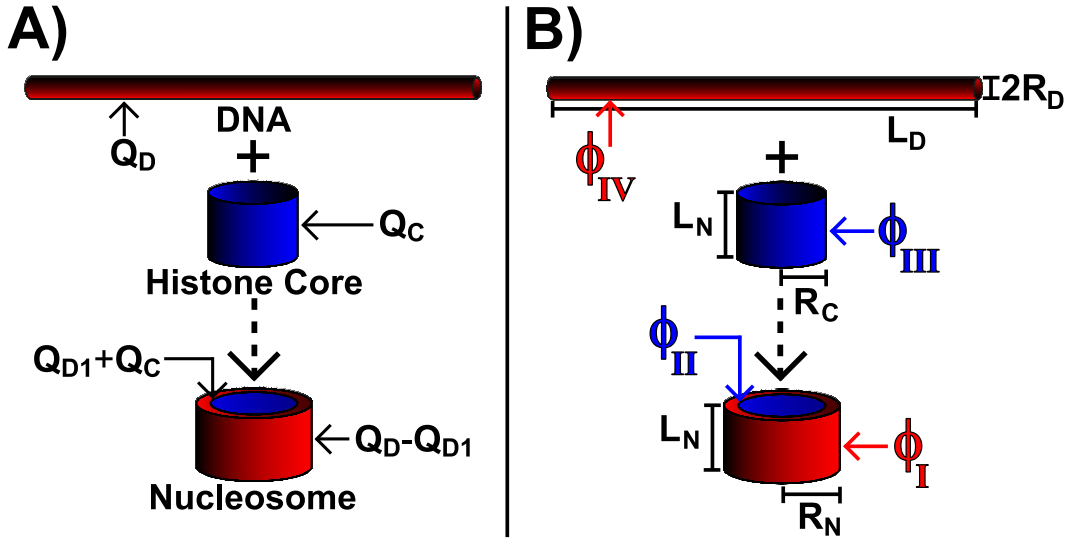 A)
DNA
Q_D
+
Q_C
Histone Core
Q_D1+Q_C
Q_D-Q_D1
Nucleosome
B)
2R_D
L_D
ϕ_IV
+
L_N
ϕ_III
R_C
ϕ_II
L_N
ϕ_I
R_N